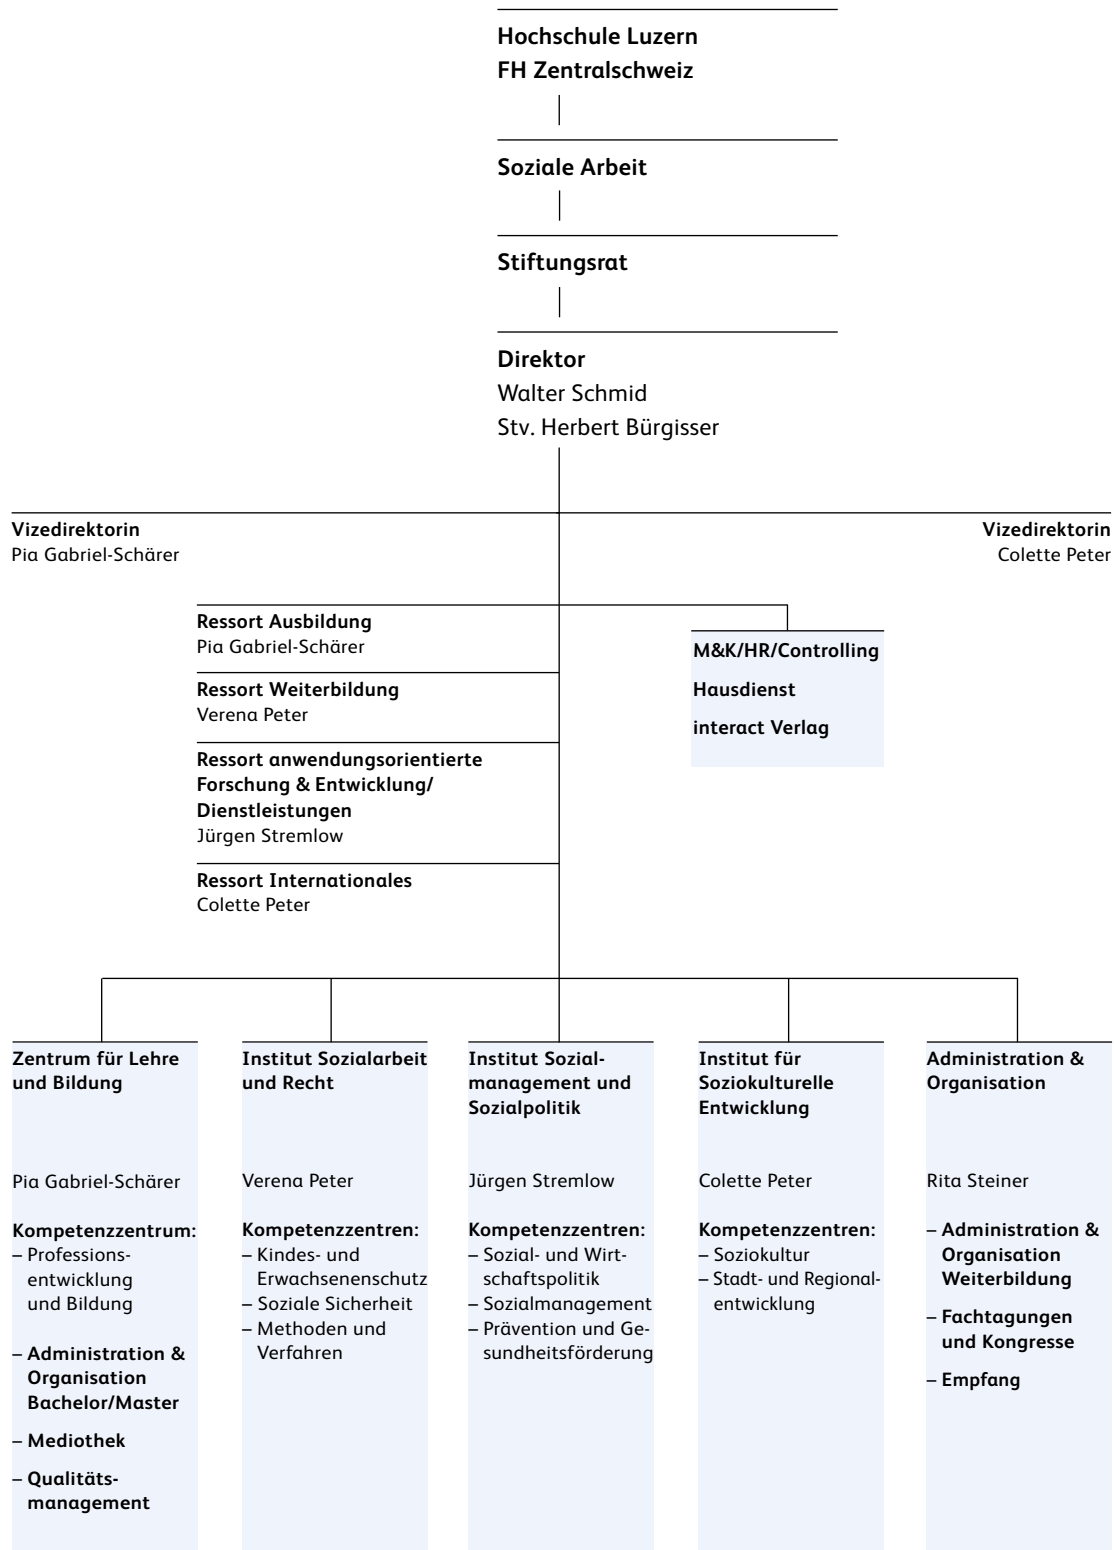 Hochschule Luzern
FH Zentralschweiz
Soziale Arbeit
Stiftungsrat
Direktor
Walter Schmid
Stv. Herbert Bürgisser
Vizedirektorin
Pia Gabriel-Schärer
Vizedirektorin
Colette Peter
Ressort Ausbildung
Pia Gabriel-Schärer
Ressort Weiterbildung
Verena Peter
Ressort anwendungsorientierte
Forschung & Entwicklung/
Dienstleistungen
Jürgen Stremlow
Ressort Internationales
Colette Peter
M&K/HR/Controlling
Hausdienst
interact Verlag
Zentrum für Lehre
und Bildung
Pia Gabriel-Schärer
Kompetenzzentrum:
– Professions-
entwicklung
und Bildung
– Administration &
Organisation
Bachelor/Master
– Mediothek
– Qualitäts-
management
Institut Sozialarbeit
und Recht
Verena Peter
Kompetenzzentren:
– Kindes- und
Erwachsenenschutz
– Soziale Sicherheit
– Methoden und
Verfahren
Institut Sozial-
management und
Sozialpolitik
Jürgen Stremlow
Kompetenzzentren:
– Sozial- und Wirt-
schaftspolitik
– Sozialmanagement
– Prävention und Ge-
sundheitsförderung
Institut für
Soziokulturelle
Entwicklung
Colette Peter
Kompetenzzentren:
– Soziokultur
– Stadt- und Regional-
entwicklung
Administration &
Organisation
Rita Steiner
– Administration &
Organisation
Weiterbildung
– Fachtagungen
und Kongresse
– Empfang